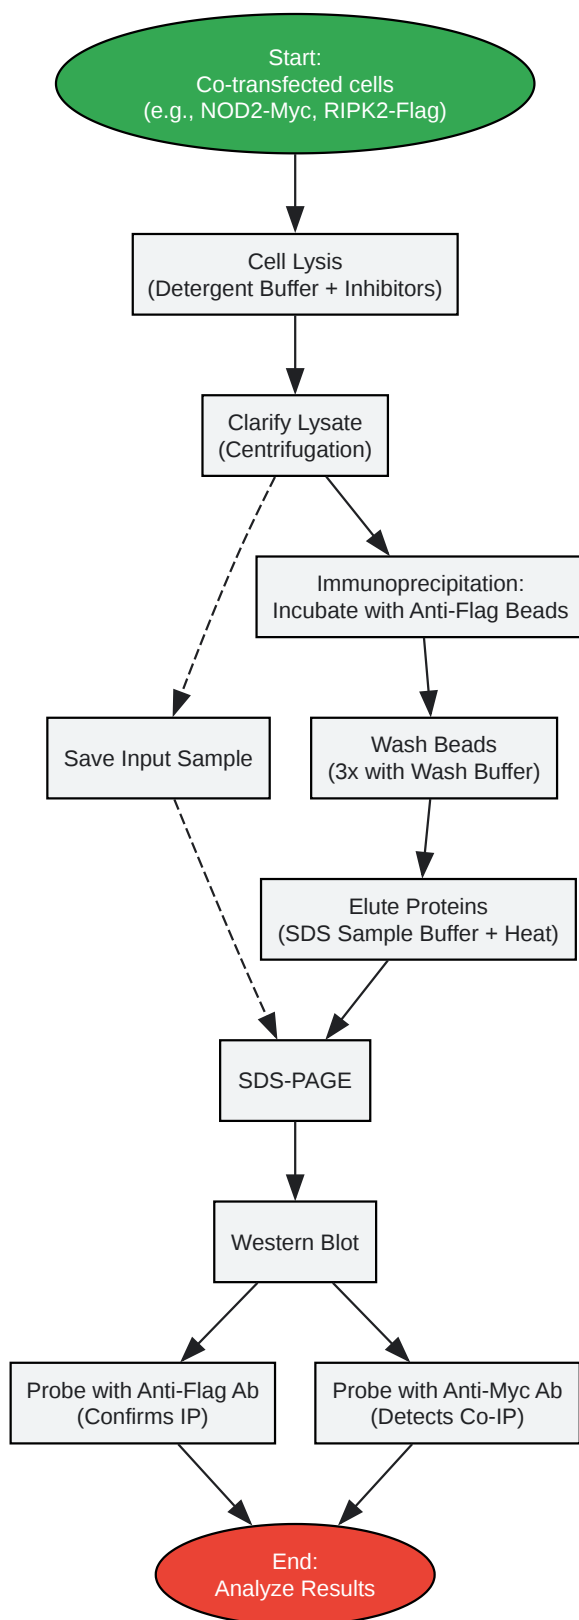 Start:
Co-transfected cells
(e.g., NOD2-Myc, RIPK2-Flag)
Cell Lysis
(Detergent Buffer + Inhibitors)
Clarify Lysate
(Centrifugation)
Immunoprecipitation:
Incubate with Anti-Flag Beads
Save Input Sample
Wash Beads
(3x with Wash Buffer)
Elute Proteins
(SDS Sample Buffer + Heat)
SDS-PAGE
Western Blot
Probe with Anti-Flag Ab
(Confirms IP)
Probe with Anti-Myc Ab
(Detects Co-IP)
End:
Analyze Results